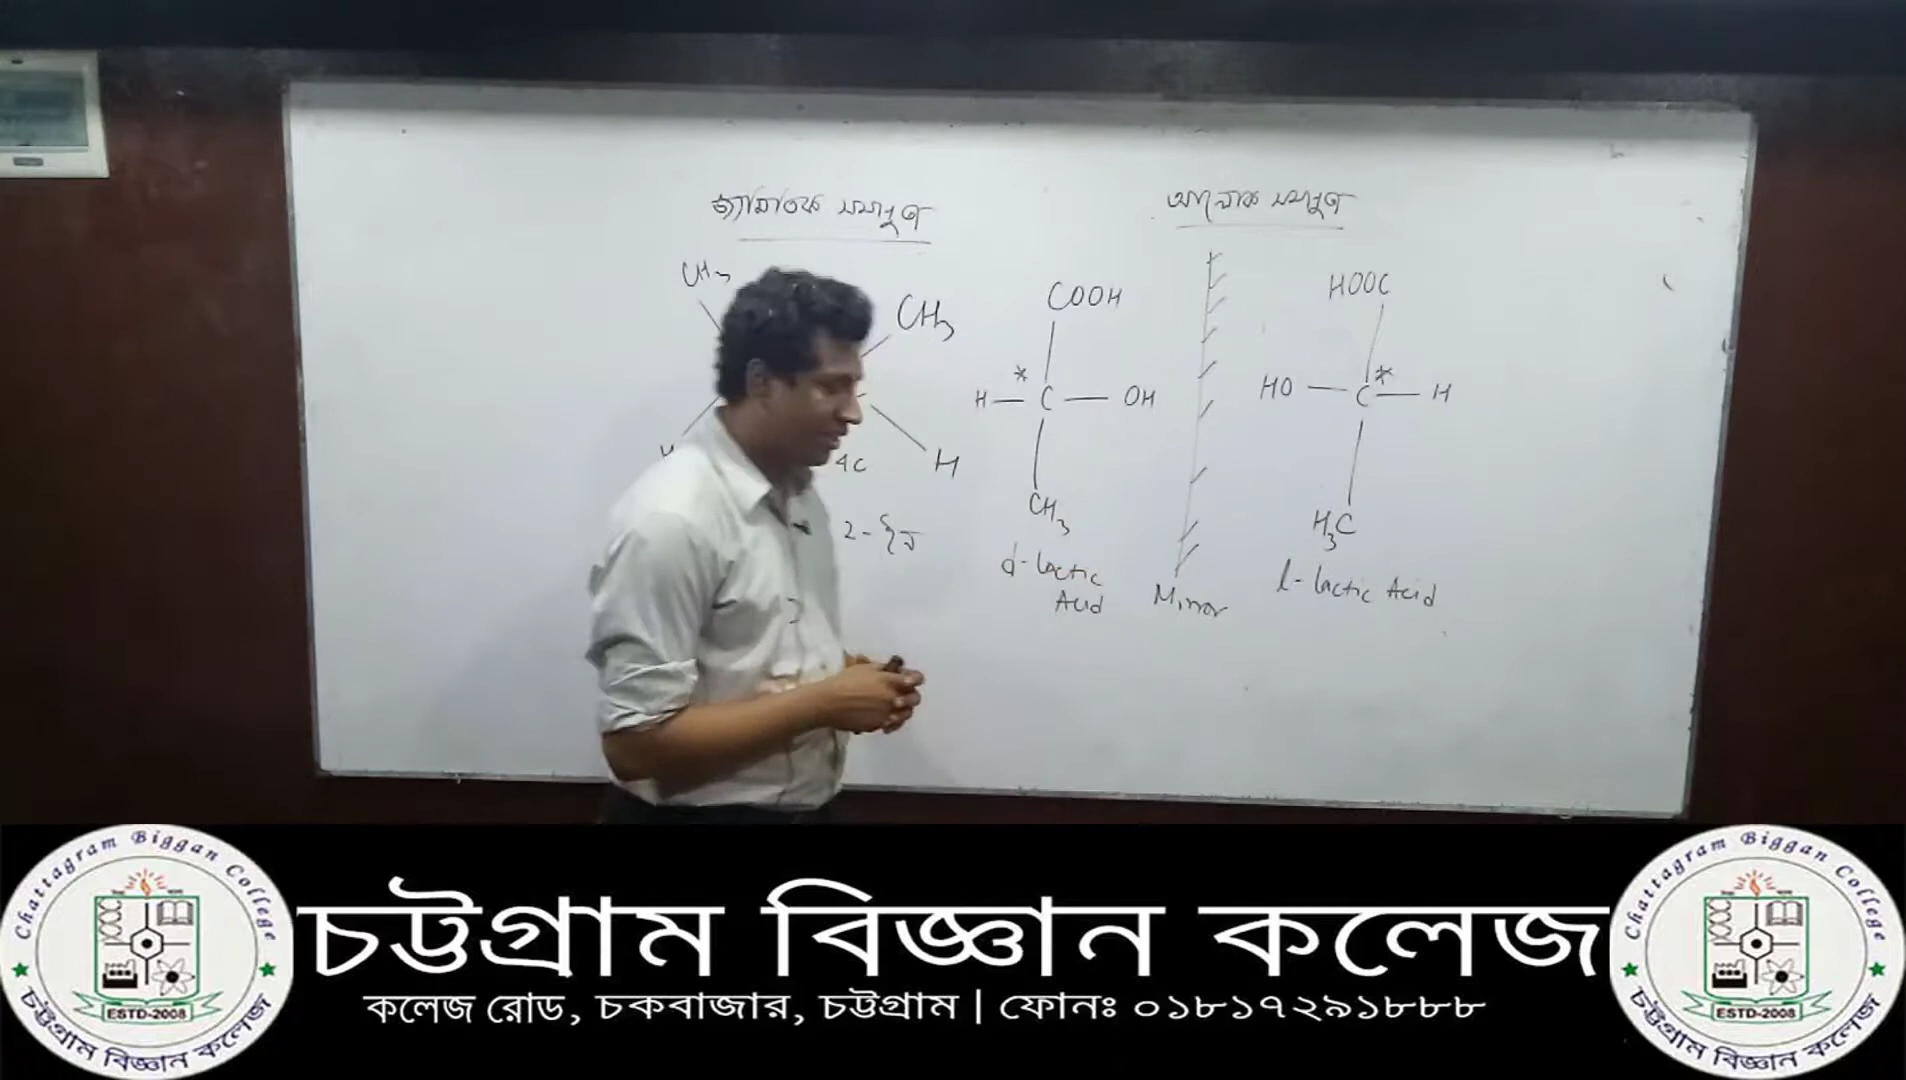 জ্যামিতিক সমাণুতা
আলোক সমাণুতা
CH3
CH3
COOH
HOOC
*
*
H — C — OH
HO — C — H
H
4C
H
CH3
H3C
2-
d-Lactic
Acid
Mirror
l-Lactic Acid
Chattagram Biggan College
ESTD-2008
চট্টগ্রাম বিজ্ঞান কলেজ
চট্টগ্রাম বিজ্ঞান কলেজ
কলেজ রোড, চকবাজার, চট্টগ্রাম | ফোনঃ ০১৮১৭২৯১৮৮৮
Chattagram Biggan College
ESTD-2008
চট্টগ্রাম বিজ্ঞান কলেজ